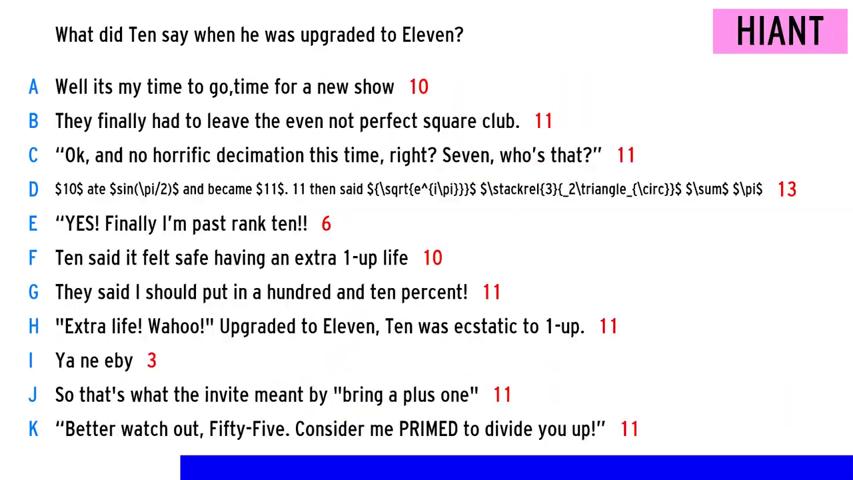 What did Ten say when he was upgraded to Eleven?
HIANT
A Well its my time to go,time for a new show 10
B They finally had to leave the even not perfect square club. 11
C “Ok, and no horrific decimation this time, right? Seven, who’s that?” 11
D $10$ ate $sin(\pi/2)$ and became $11$. 11 then said ${\sqrt{e^{i\pi}}}$ $\stackrel{3}{_2\triangle_{\circ}}$ $\sum$ $\pi$ 13
E “YES! Finally I’m past rank ten!! 6
F Ten said it felt safe having an extra 1-up life 10
G They said I should put in a hundred and ten percent! 11
H "Extra life! Wahoo!" Upgraded to Eleven, Ten was ecstatic to 1-up. 11
I Ya ne eby 3
J So that's what the invite meant by "bring a plus one" 11
K “Better watch out, Fifty-Five. Consider me PRIMED to divide you up!” 11